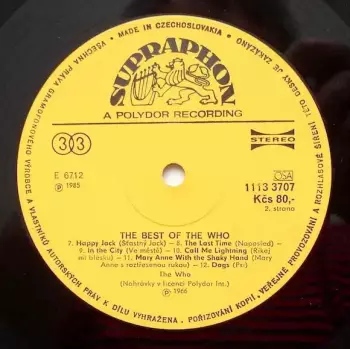 MADE IN CZECHOSLOVAKIA
VŠECHNA PRÁVA GRAMOFONOVÉHO VÝROBCE A VLASTNÍKŮ AUTORSKÝCH PRÁV K DÍLU VYHRAŽENA. POŘIZOVÁNÍ KOPIÍ, VEŘEJNÉ PROVOZOVÁNÍ A ROZHLASOVÉ ŠÍŘENÍ TÉTO DESKY JE ZAKÁZÁNO
SUPRAPHON
A POLYDOR RECORDING
33
STEREO
E 6712
℗ 1985
OSA
1113 3707
Kčs 80,-
2. strana
THE BEST OF THE WHO
7. Happy Jack (Šťastný Jack) — 8. The Last Time (Naposled) —
9. In the City (Ve městě) — 10. Call Me Lightning (Říkej
mi blesku) — 11. Mary Anne With the Shaky Hand (Mary
Anne s roztřesenou rukou) — 12. Dogs (Psi)
The Who
(Nahrávky v licenci Polydor Int.)
℗ 1966